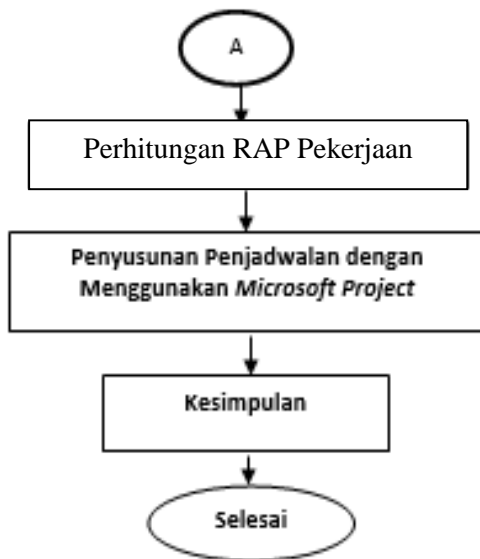 A
Perhitungan RAP Pekerjaan
Penyusunan Penjadwalan dengan
Menggunakan Microsoft Project
Kesimpulan
Selesai